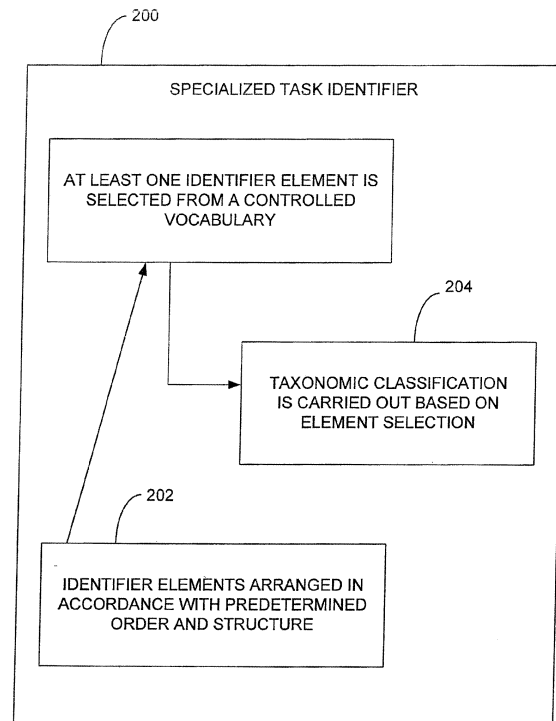 200
SPECIALIZED TASK IDENTIFIER
AT LEAST ONE IDENTIFIER ELEMENT IS
SELECTED FROM A CONTROLLED
VOCABULARY
204
TAXONOMIC CLASSIFICATION
IS CARRIED OUT BASED ON
ELEMENT SELECTION
202
IDENTIFIER ELEMENTS ARRANGED IN
ACCORDANCE WITH PREDETERMINED
ORDER AND STRUCTURE